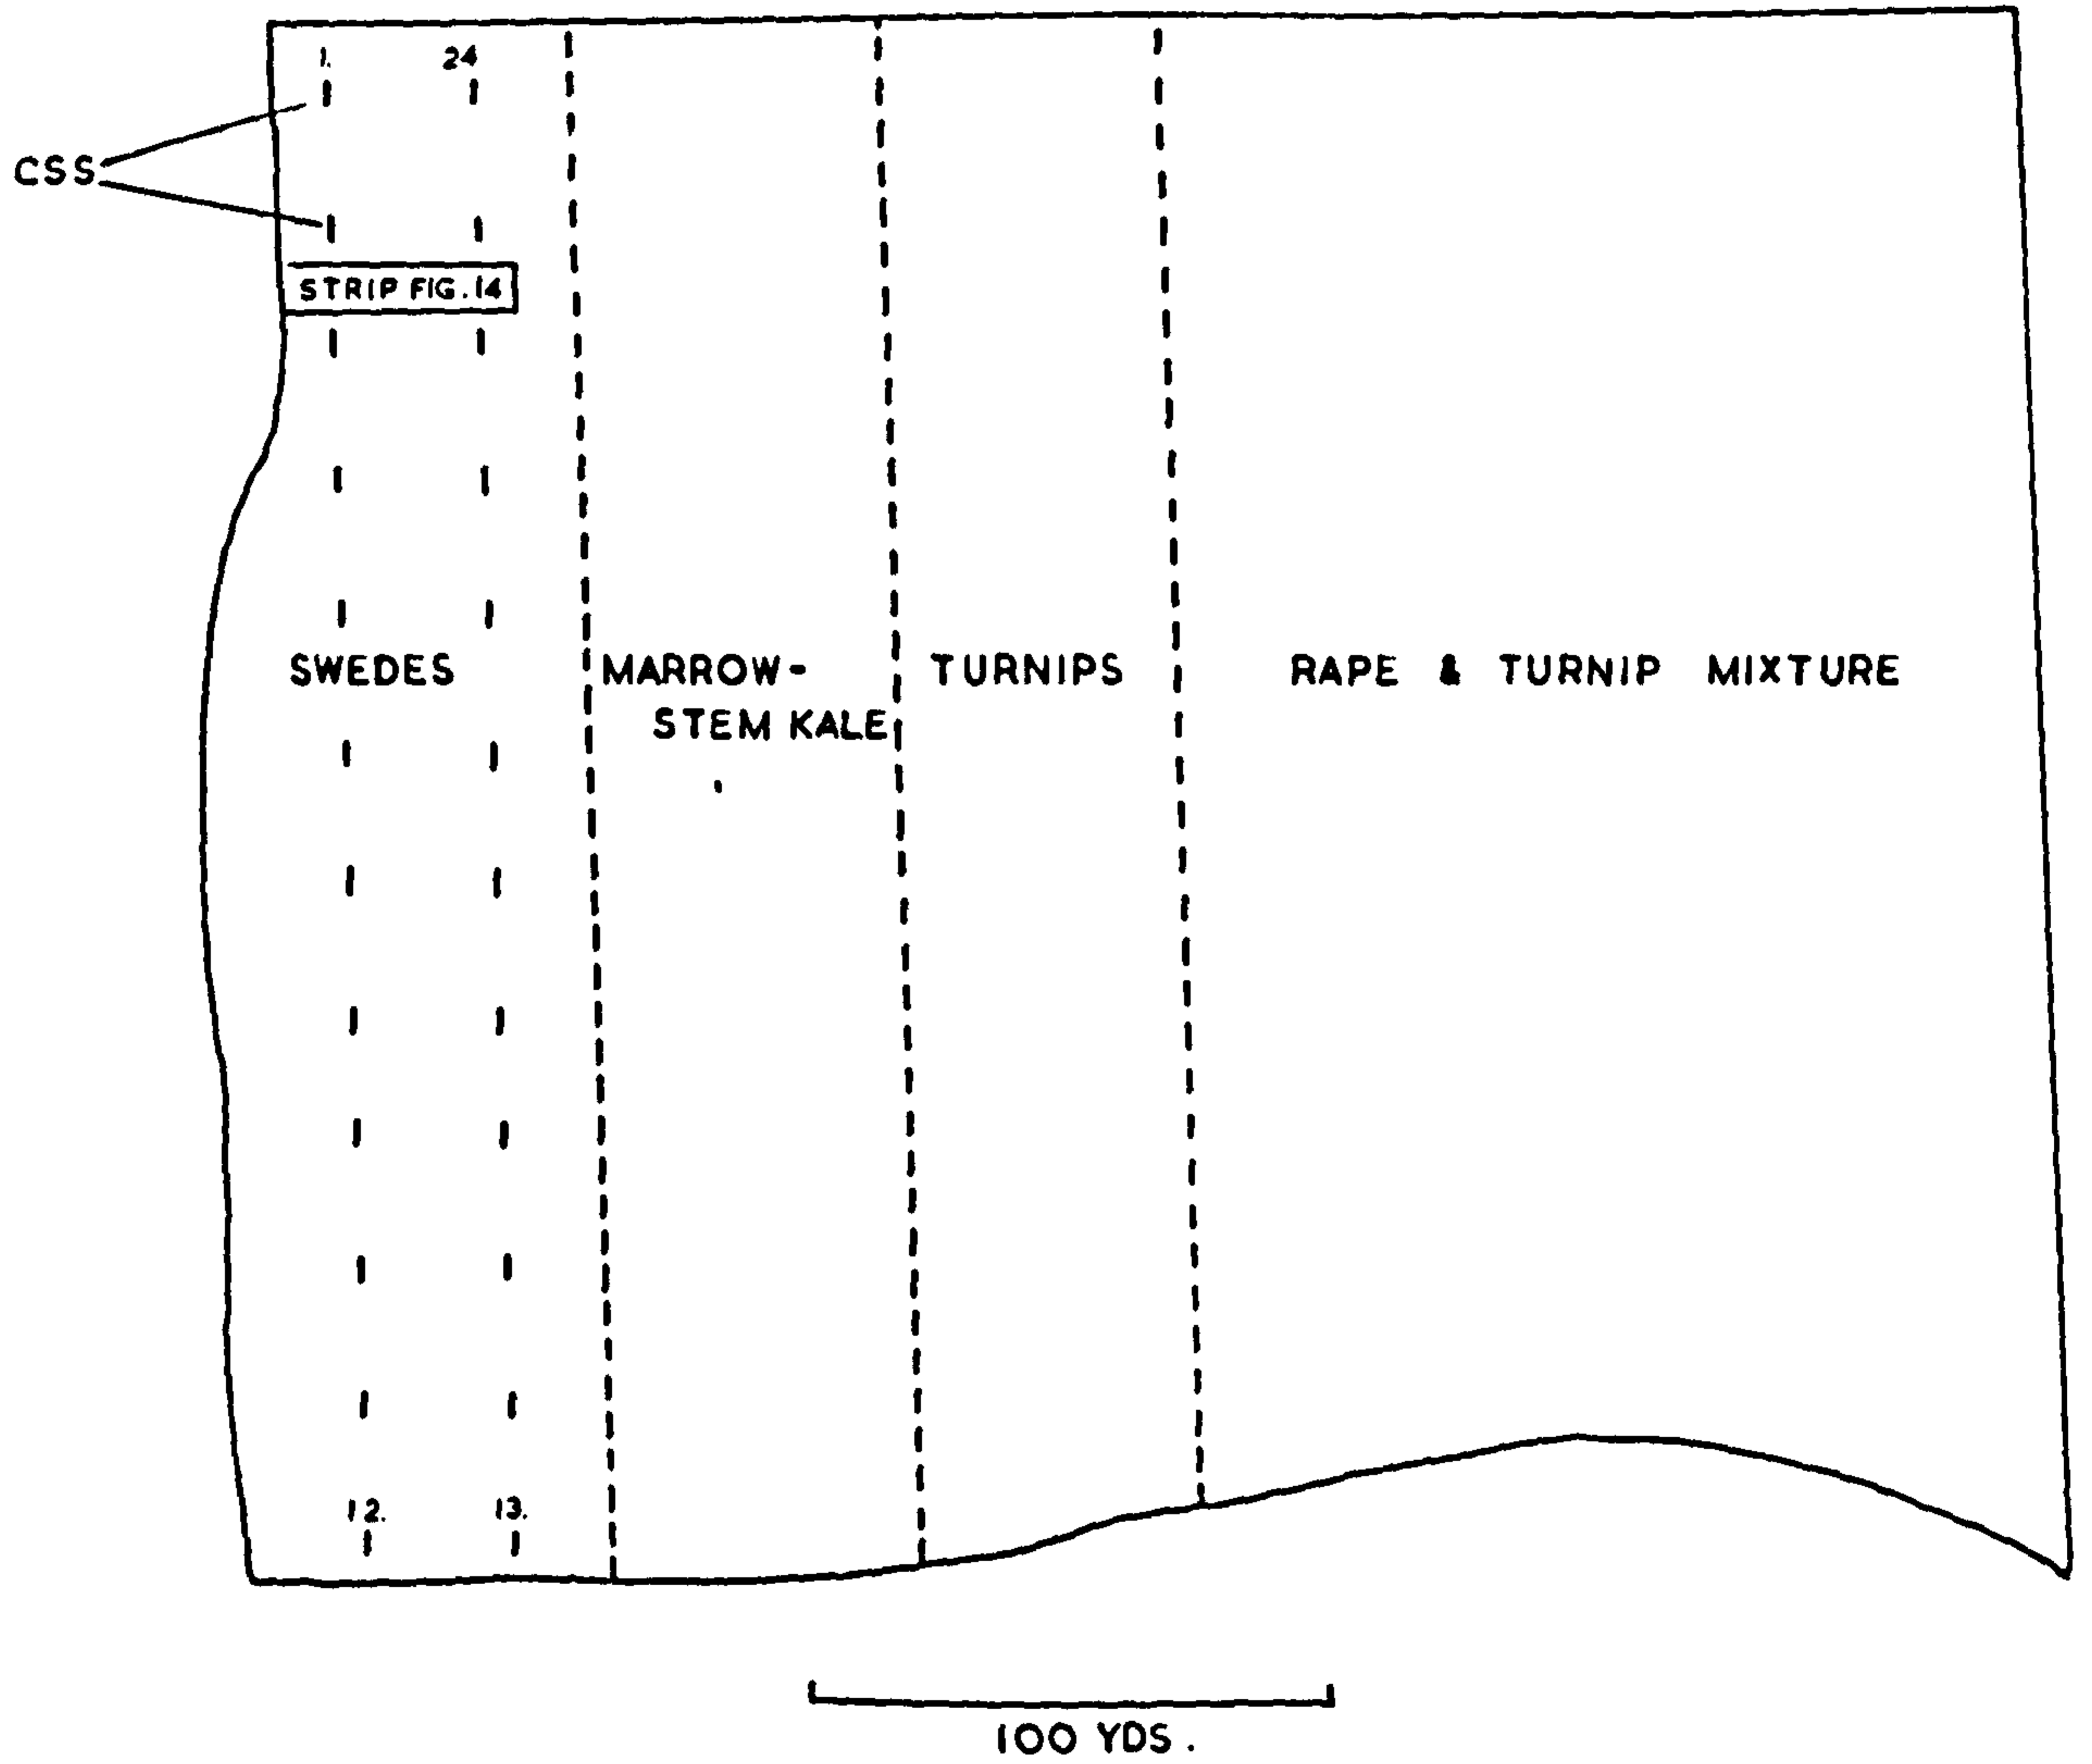 1. 24
CSS
STRIP FIG. 14
SWEDES
MARROW-
STEM KALE
TURNIPS
RAPE & TURNIP MIXTURE
12. 13.
100 YDS.